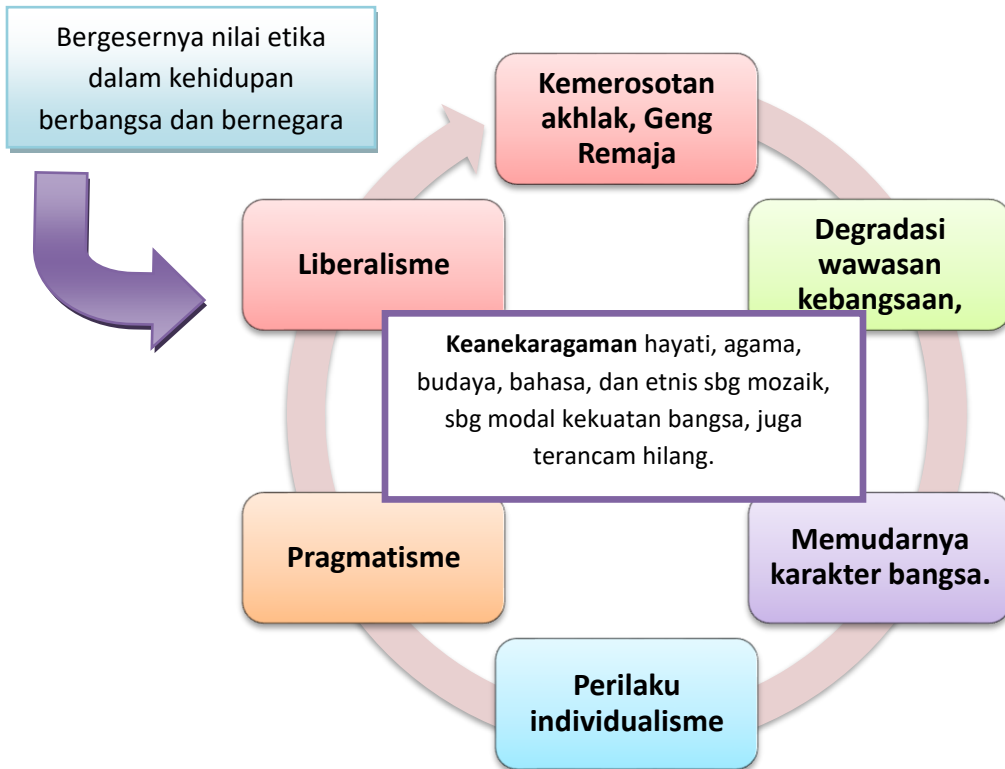 Bergesernya nilai etika
dalam kehidupan
berbangsa dan bernegara
Kemerosotan
akhlak, Geng
Remaja
Degradasi
wawasan
kebangsaan,
Memudarnya
karakter bangsa.
Perilaku
individualisme
Pragmatisme
Liberalisme
Keanekaragaman hayati, agama,
budaya, bahasa, dan etnis sbg mozaik,
sbg modal kekuatan bangsa, juga
terancam hilang.